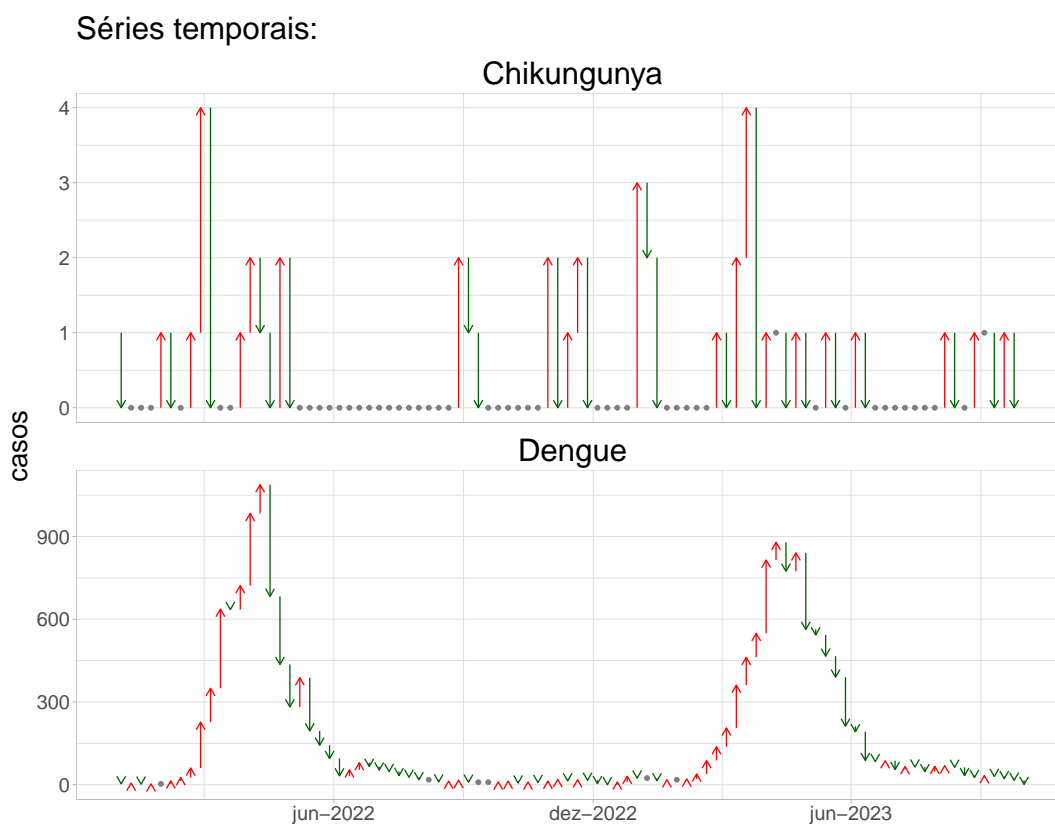 Séries temporais:
Chikungunya
4
3
2
1
0
casos
Dengue
900
600
300
0
jun−2022
dez−2022
jun−2023